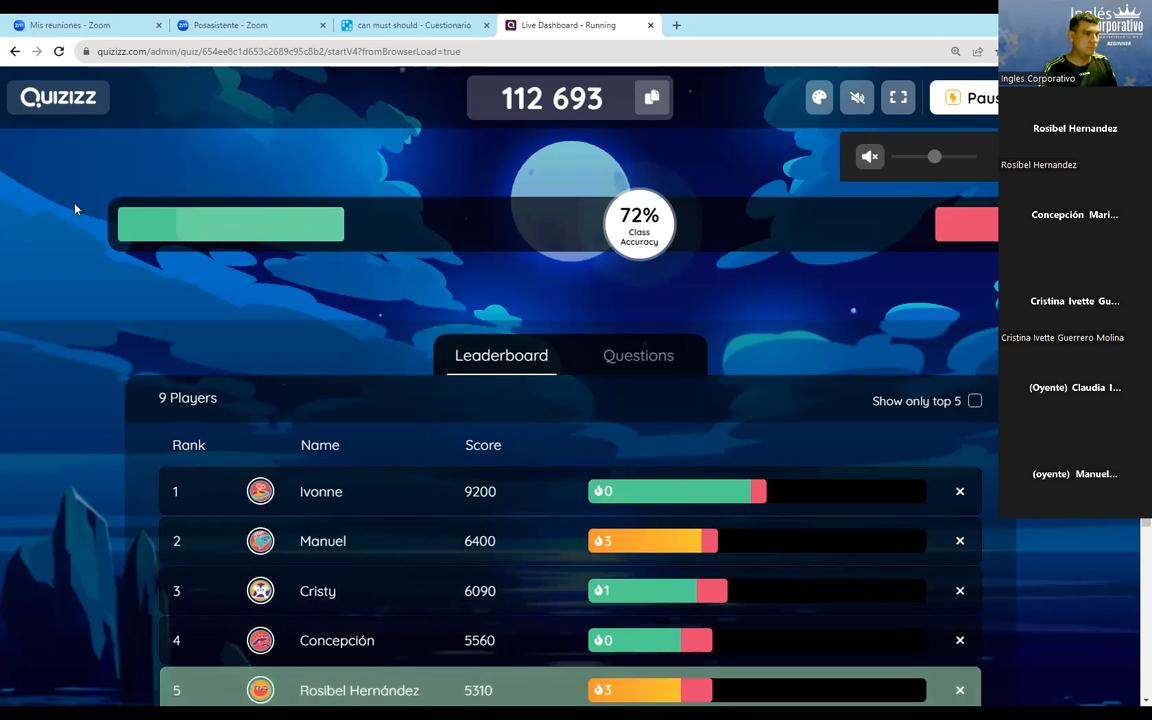 Mis reuniones - Zoom
Posasistente - Zoom
can must should - Cuestionario
Live Dashboard - Running
quizizz.com/admin/quiz/654ee8c1d653c2689c95c8b2/startV4?fromBrowserLoad=true
Quizizz
112 693
72%
Class
Accuracy
Leaderboard
Questions
9 Players
Show only top 5
Rank Name Score
1 Ivonne 9200 0
2 Manuel 6400 3
3 Cristy 6090 1
4 Concepción 5560 0
5 Rosibel Hernández 5310 3
Inglés
Corporativo
BEGINNER
Ingles Corporativo
Rosibel Hernandez
Rosibel Hernandez
Concepción Mari...
Cristina Ivette Gu...
Cristina Ivette Guerrero Molina
(Oyente) Claudia I...
(oyente) Manuel...